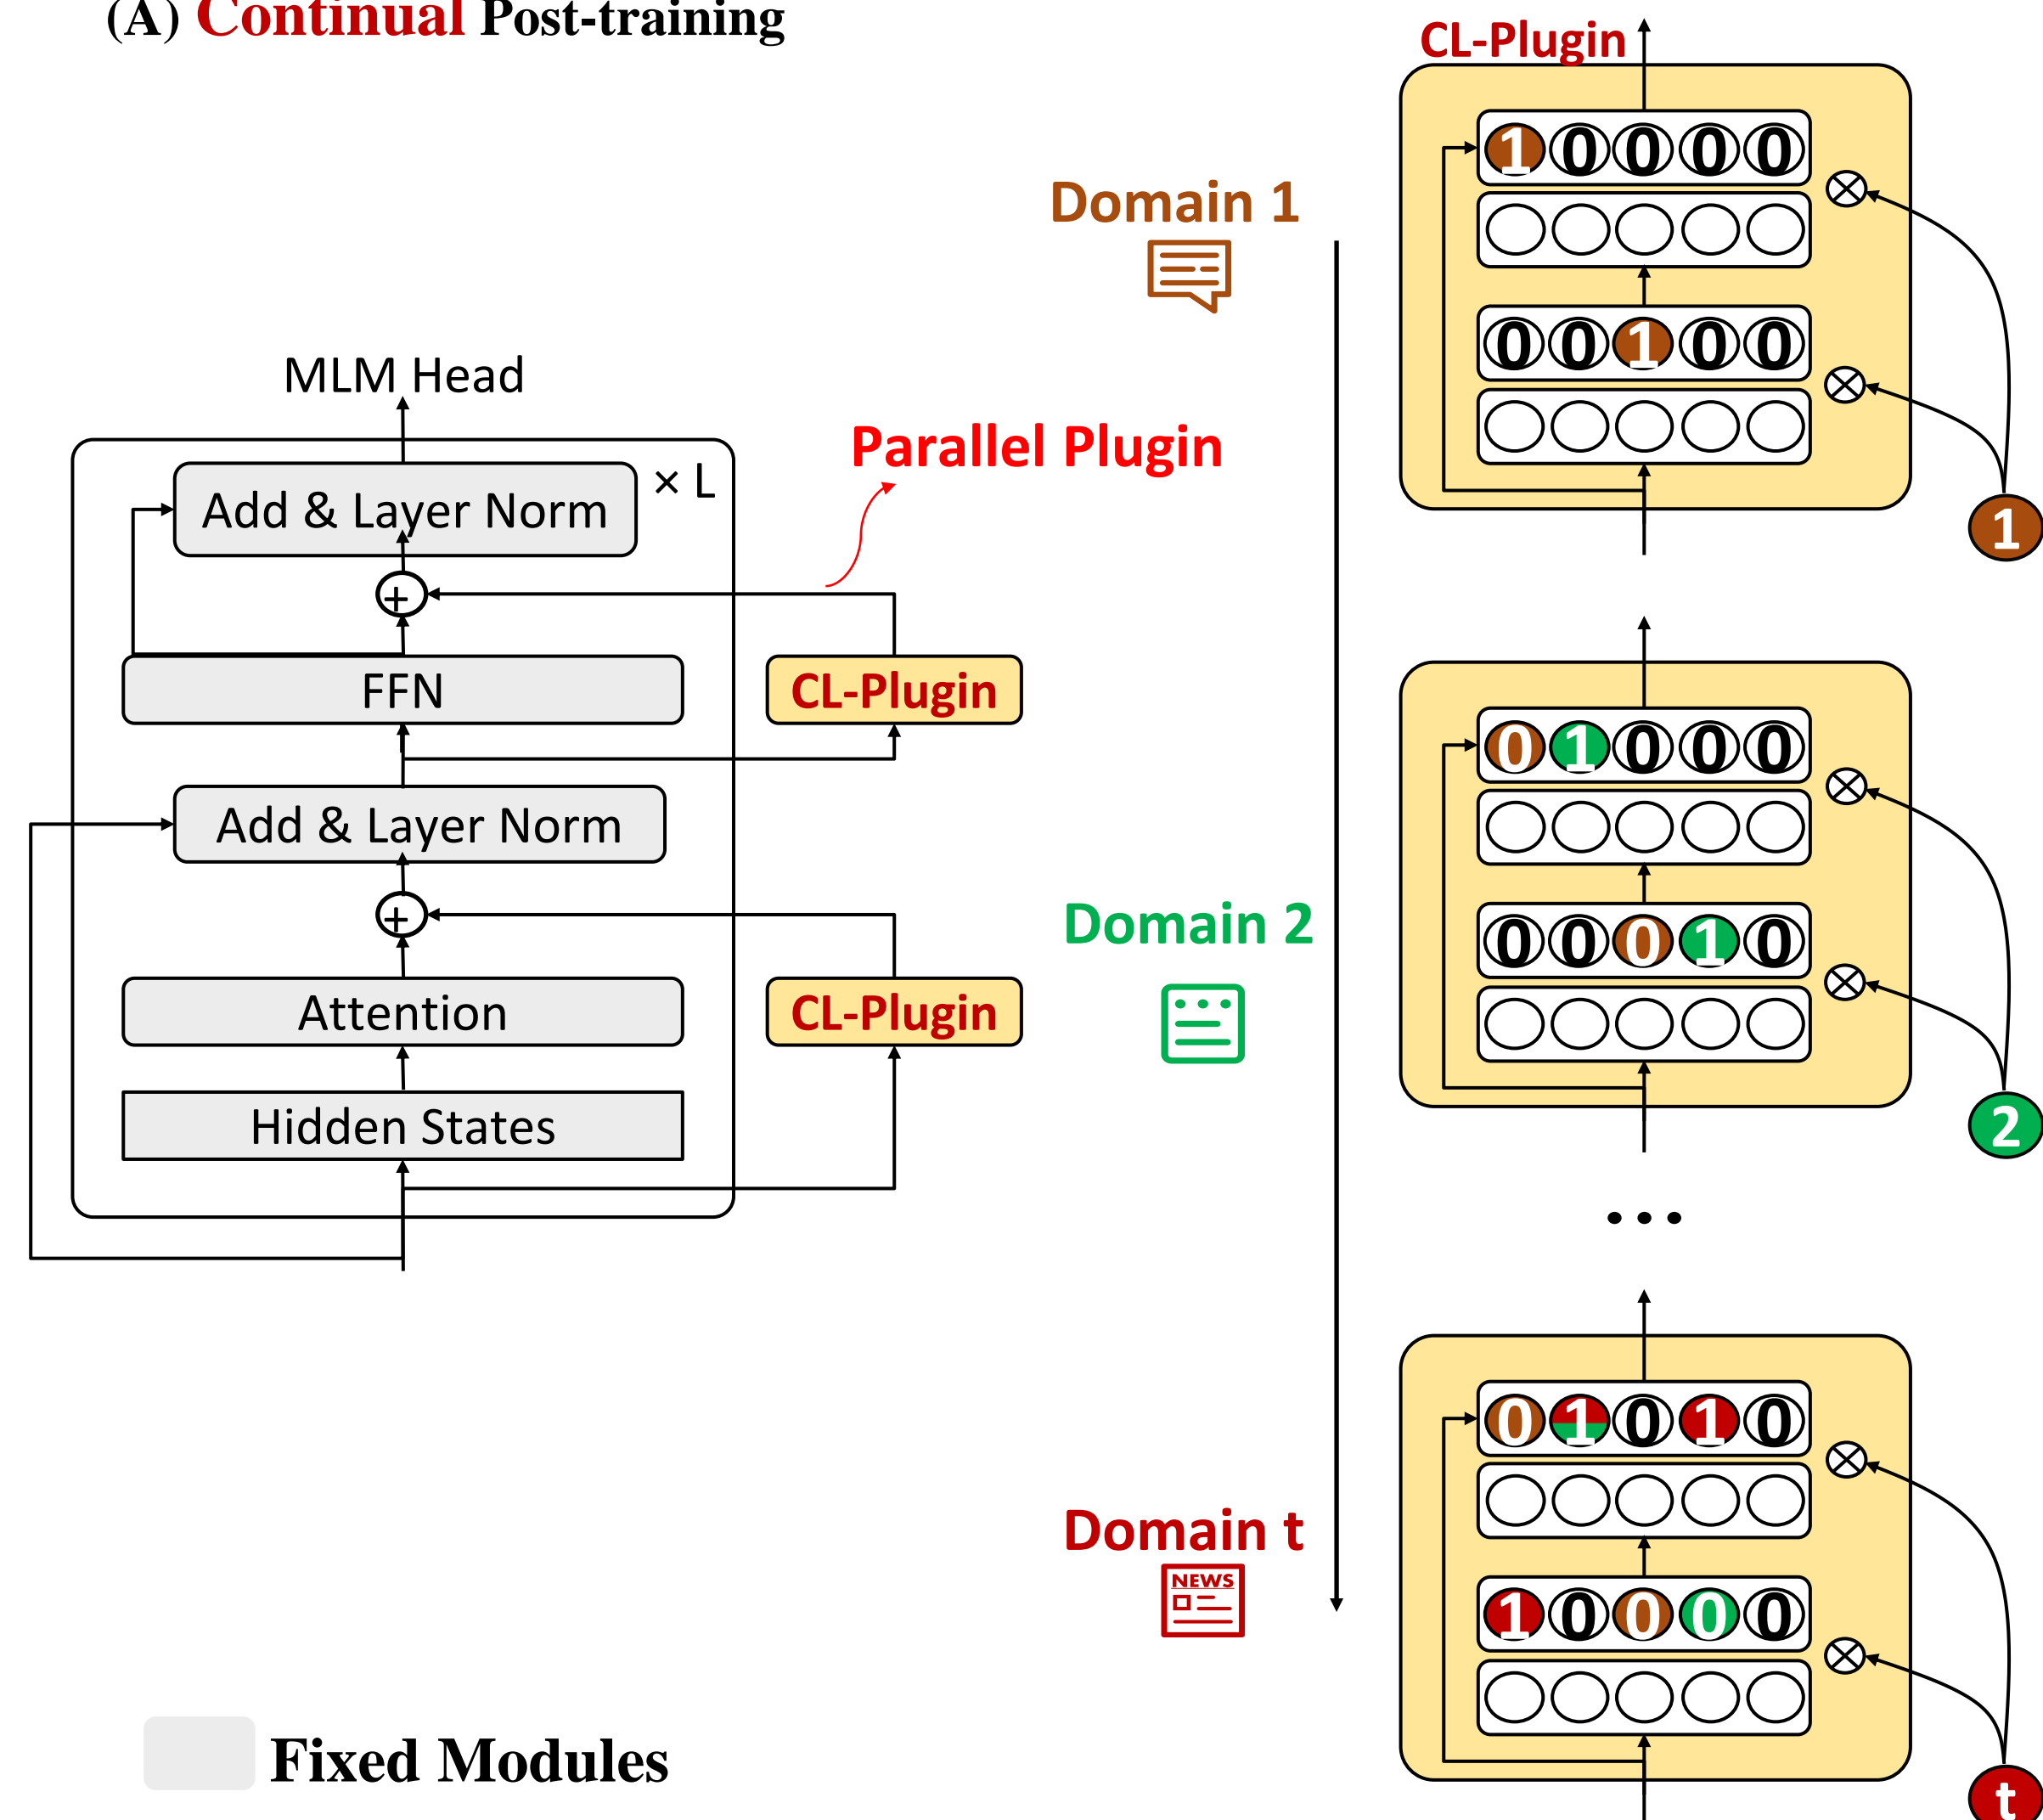 (A) Continual Post-training
MLM Head
Add & Layer Norm
× L
+
FFN
CL-Plugin
Add & Layer Norm
+
Attention
CL-Plugin
Hidden States
Fixed Modules
Parallel Plugin
Domain 1
Domain 2
Domain t
NEWS
CL-Plugin
1 0 0 0 0
0 0 1 0 0
1
0 1 0 0 0
0 0 0 1 0
2
...
0 1 0 1 0
1 0 0 0 0
t